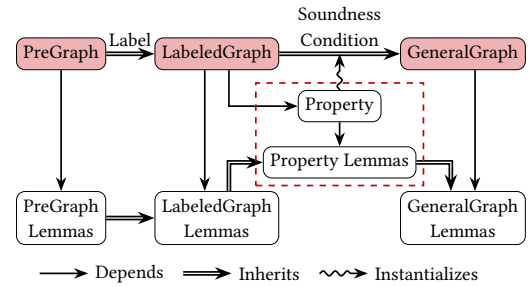 Soundness
Condition
Label
PreGraph
LabeledGraph
GeneralGraph
Property
Property Lemmas
PreGraph
Lemmas
LabeledGraph
Lemmas
GeneralGraph
Lemmas
Depends
Inherits
Instantializes